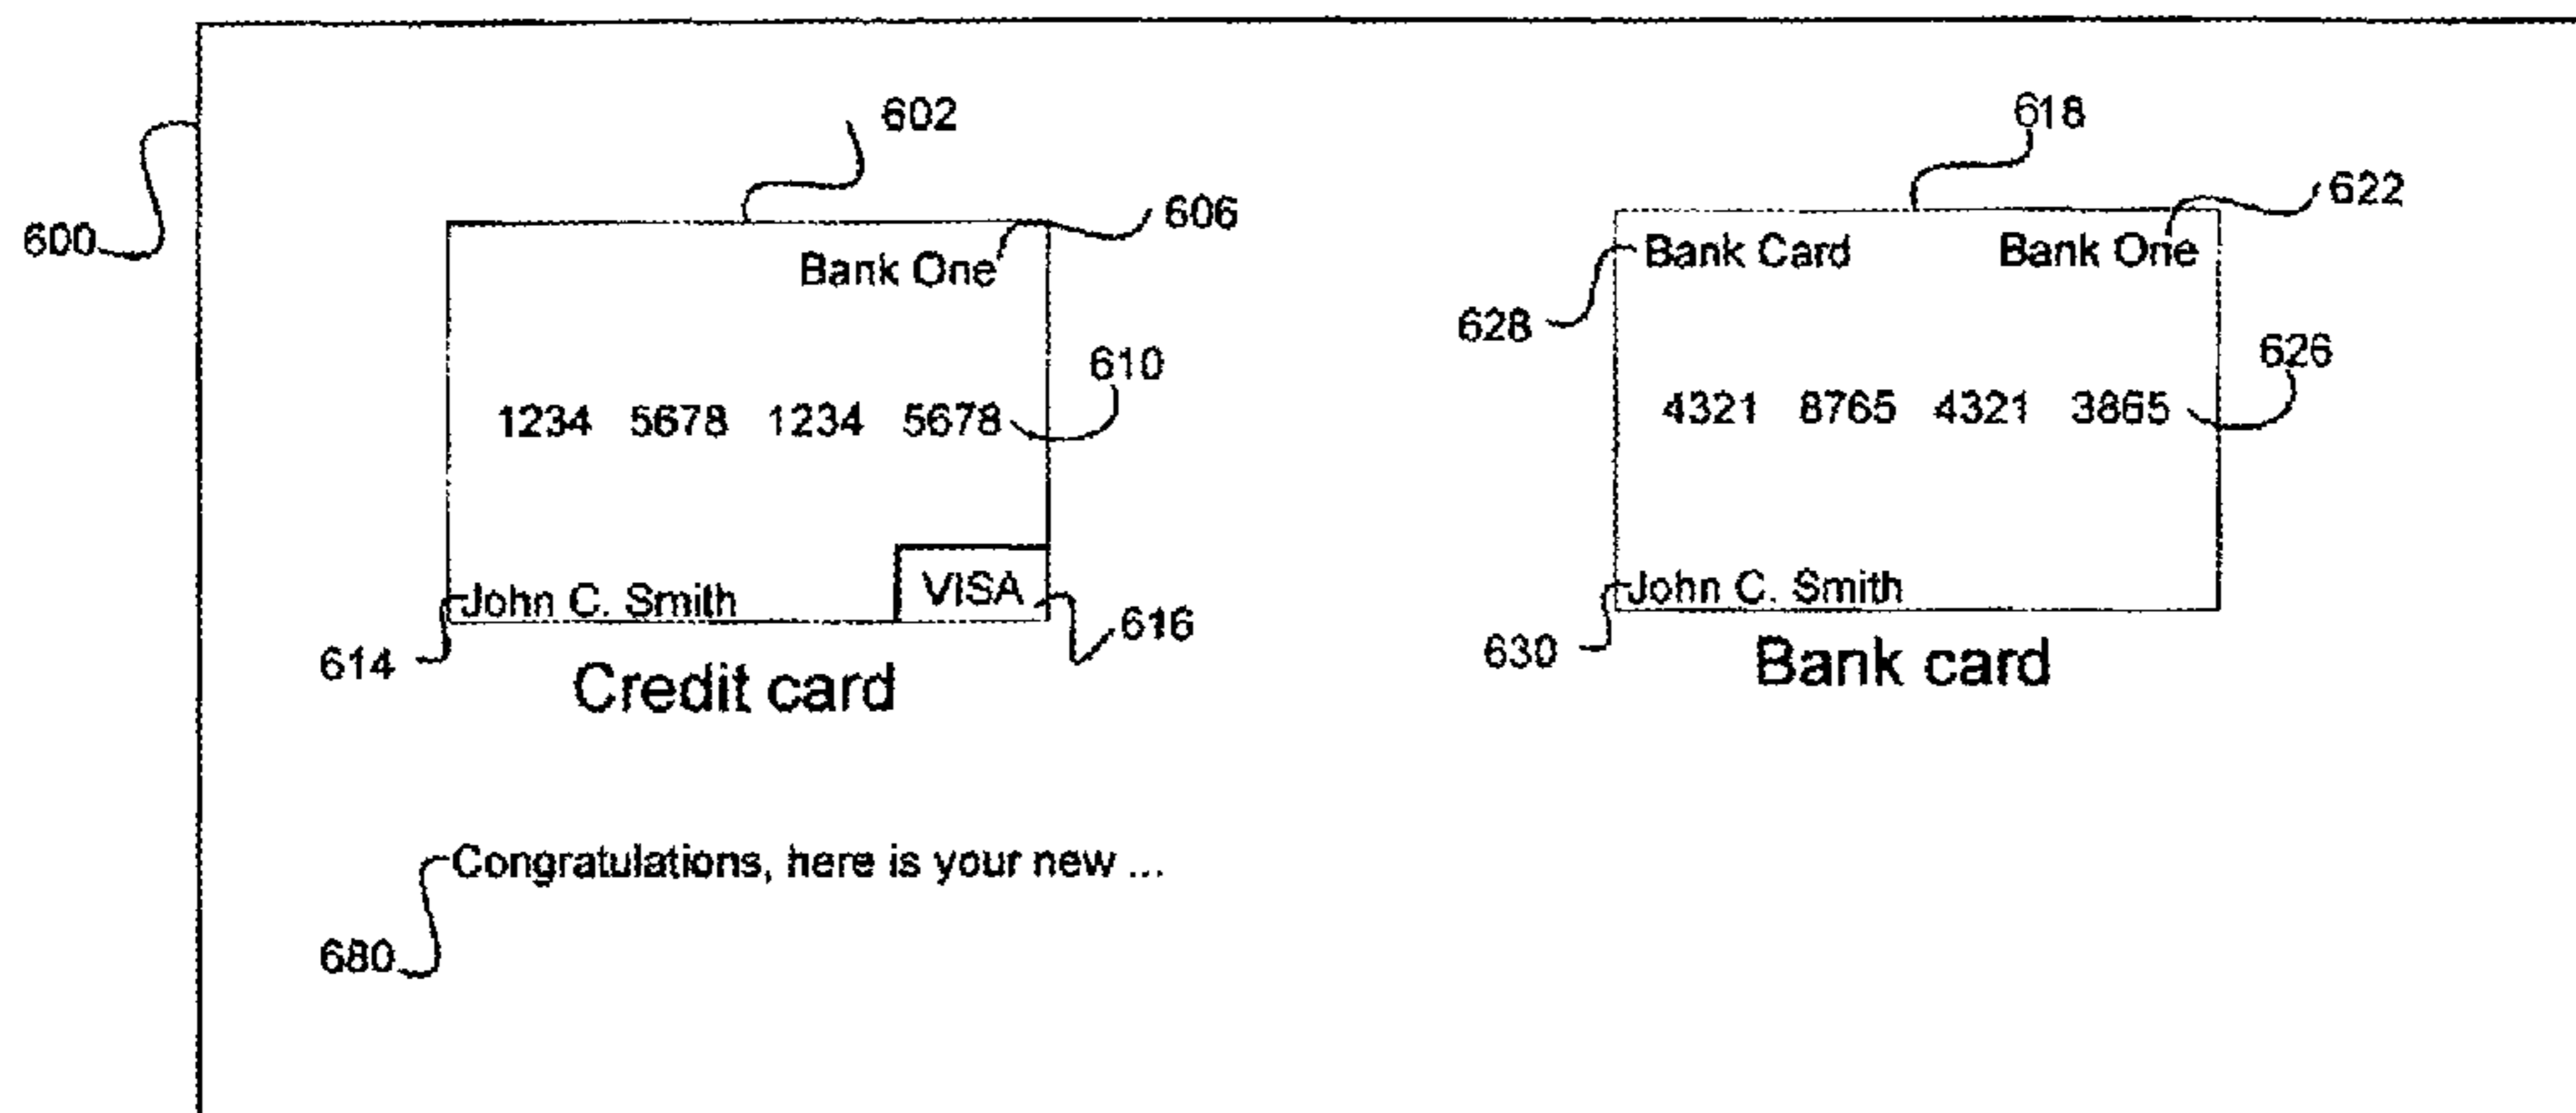 602
618
600
606
622
Bank One
628
Bank Card
Bank One
610
626
1234 5678 1234 5678
4321 8765 4321 3865
VISA
614
John C. Smith
616
630
John C. Smith
Credit card
Bank card
Congratulations, here is your new ...
680